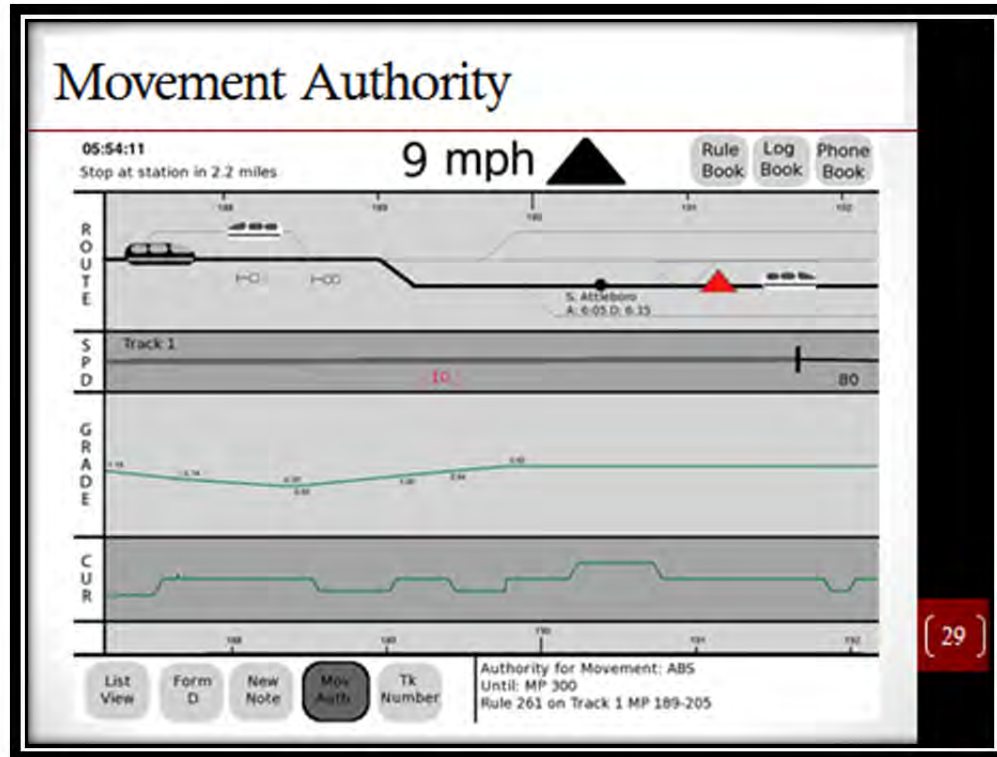 Movement Authority
05:54:11
Stop at station in 2.2 miles
9 mph
Rule Book
Log Book
Phone Book
188 189 190 191 192
ROUTE
S. Attleboro
A: 6:05 D: 6:15
SPD
Track 1
10
80
GRADE
CUR
188 189 190 191 192
List View
Form D
New Note
Mov Auth
Tk Number
Authority for Movement: ABS
Until: MP 300
Rule 261 on Track 1 MP 189-205
29